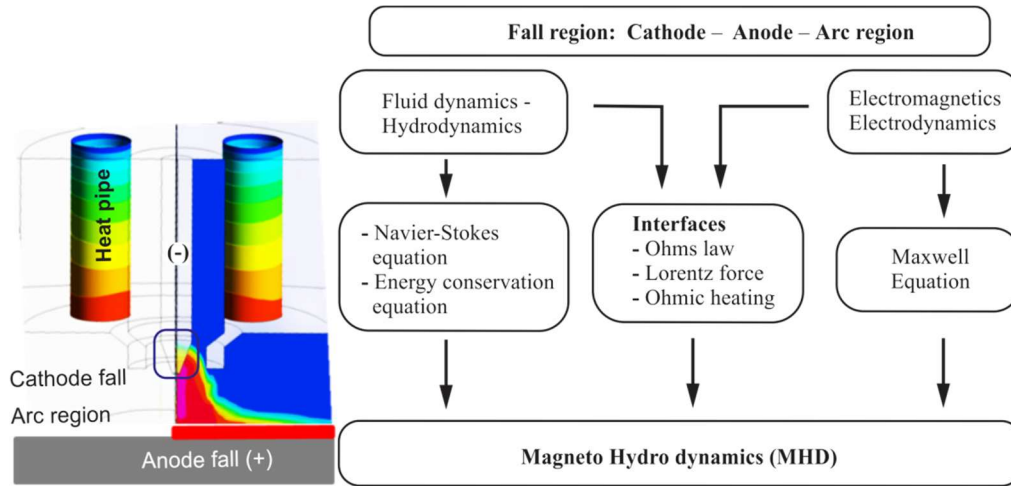 Fall region: Cathode – Anode – Arc region
Fluid dynamics -
Hydrodynamics
Electromagnetics
Electrodynamics
Heat pipe
(-)
- Navier-Stokes
equation
- Energy conservation
equation
Interfaces
- Ohms law
- Lorentz force
- Ohmic heating
Maxwell
Equation
Cathode fall
Arc region
Anode fall (+)
Magneto Hydro dynamics (MHD)